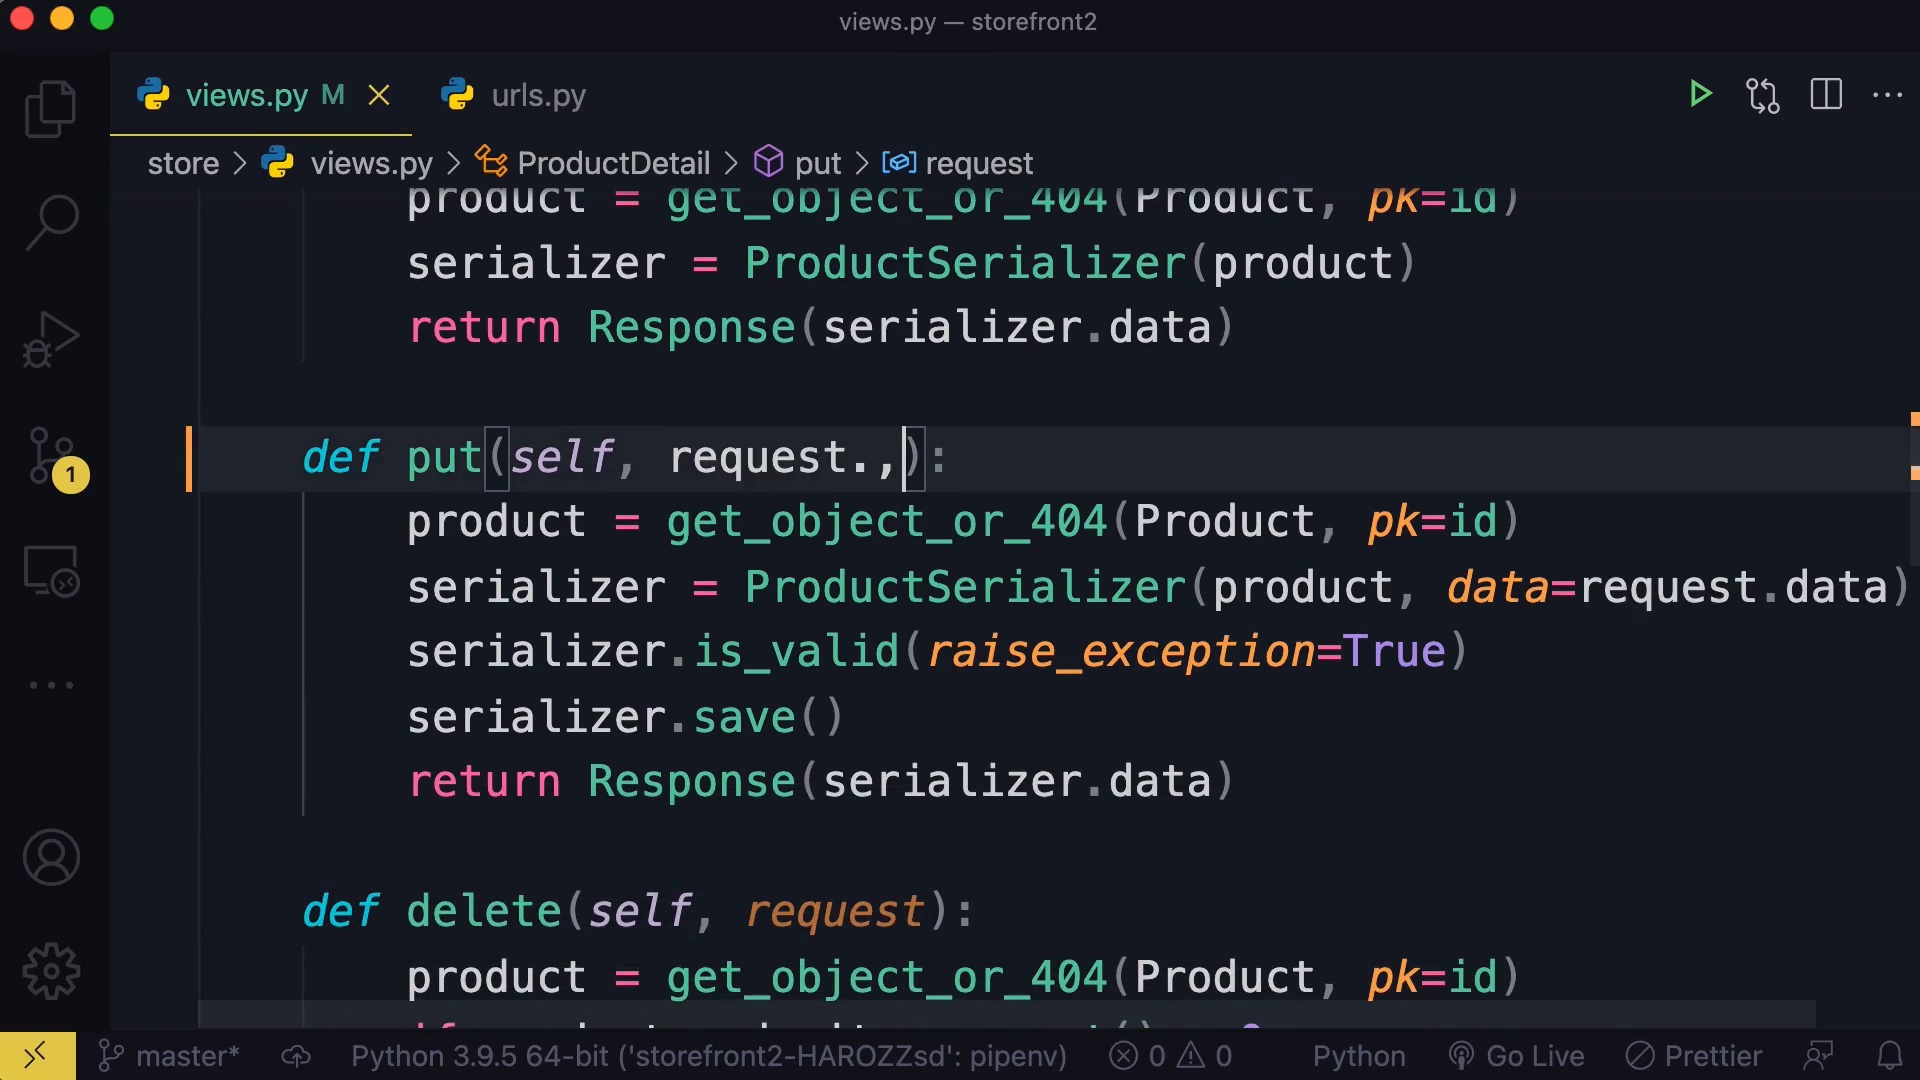 views.py — storefront2
views.py M urls.py
store > views.py > ProductDetail > put > request
product = get_object_or_404(Product, pk=id)
serializer = ProductSerializer(product)
return Response(serializer.data)
def put(self, request.,):
product = get_object_or_404(Product, pk=id)
serializer = ProductSerializer(product, data=request.data)
serializer.is_valid(raise_exception=True)
serializer.save()
return Response(serializer.data)
1
def delete(self, request):
product = get_object_or_404(Product, pk=id)
master* Python 3.9.5 64-bit ('storefront2-HAROZZsd': pipenv) 0 0 Python Go Live Prettier